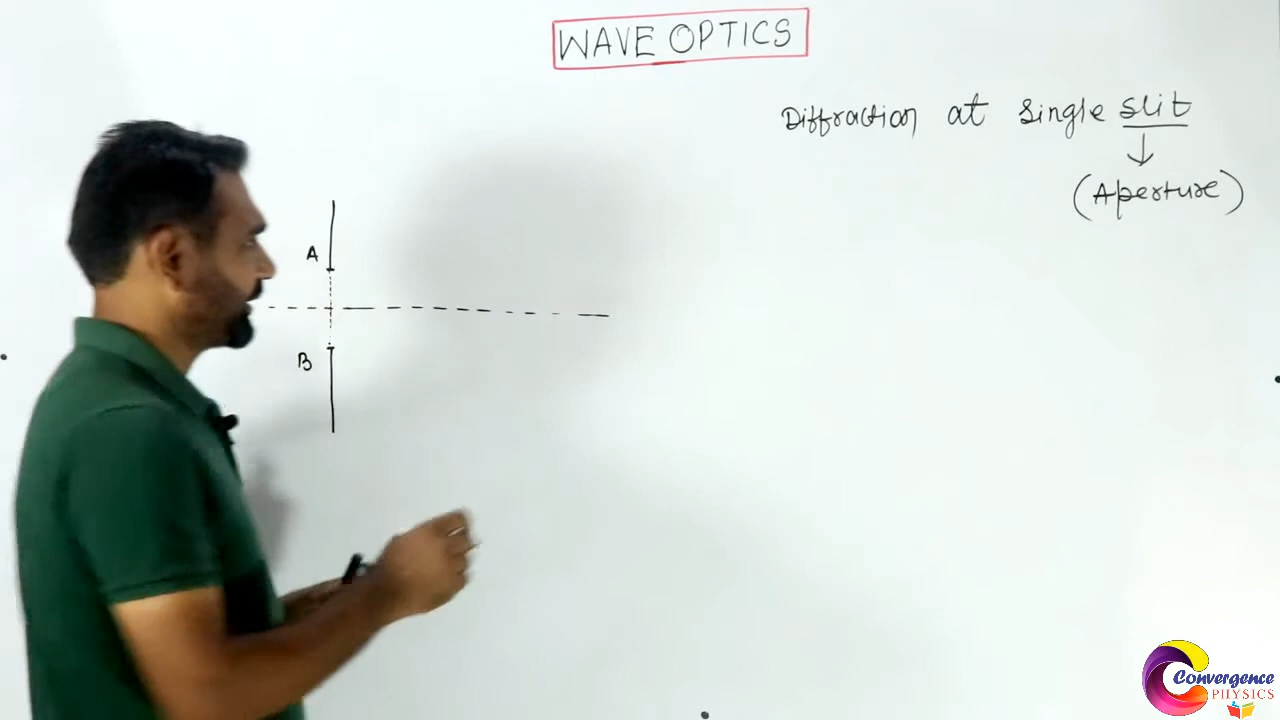 WAVE OPTICS
Diffraction at single slit
(Aperture)
A
B
Convergence
PHYSICS